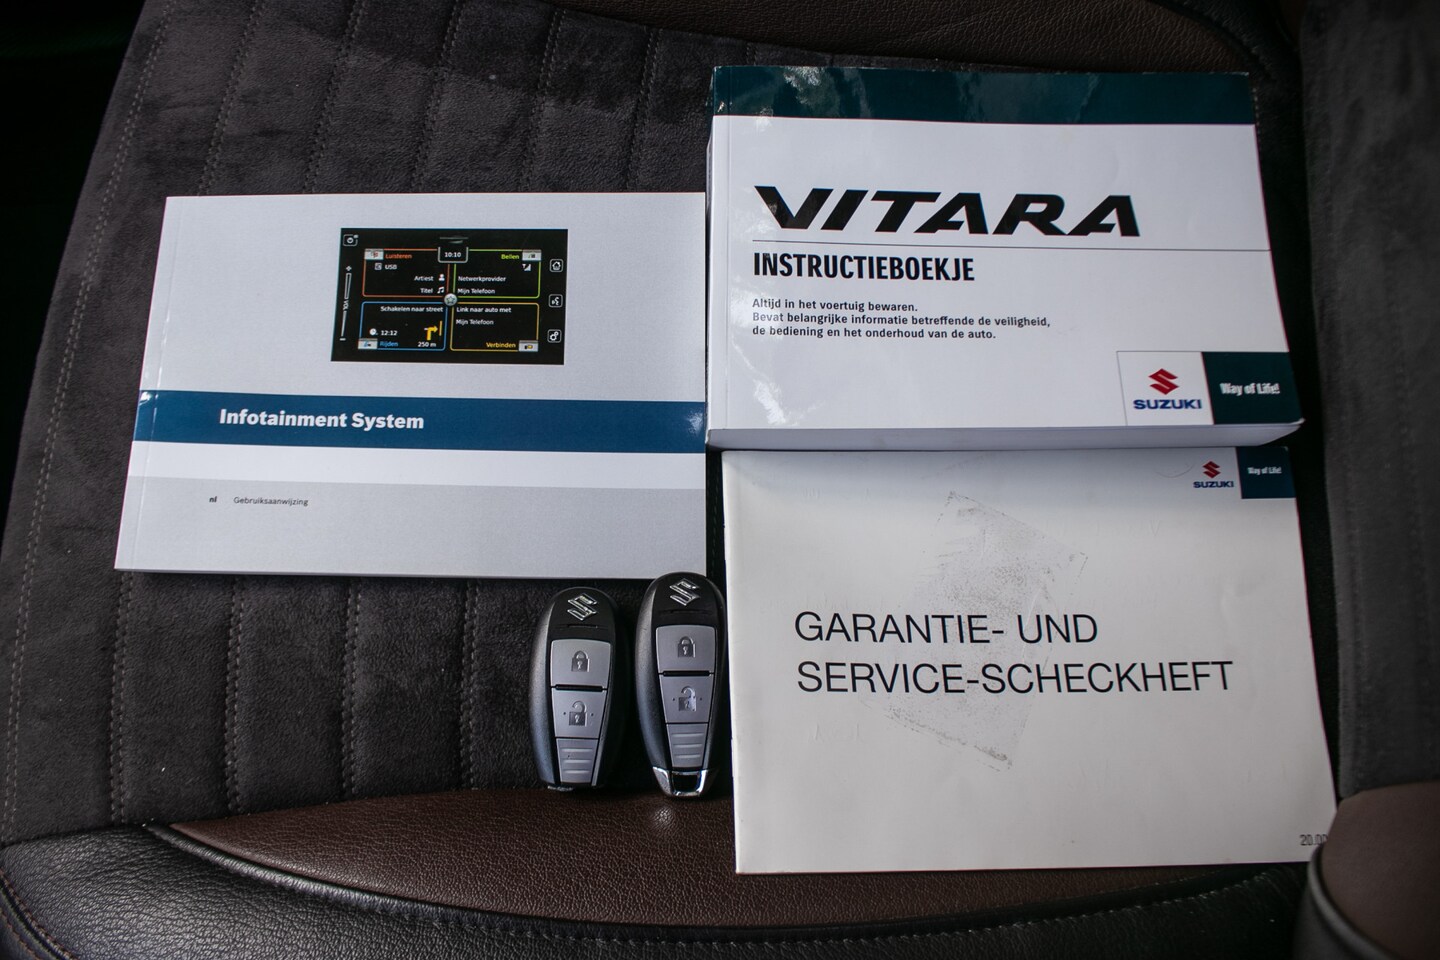 VITARA
INSTRUCTIEBOEKJE
Altijd in het voertuig bewaren.
Bevat belangrijke informatie betreffende de veiligheid,
de bediening en het onderhoud van de auto.
SUZUKI
Way of Life!
Luisteren
10:10
Bellen
USB
Artiest
Titel
Netwerkprovider
Mijn Telefoon
VOL
Schakelen naar street
12:12
Rijden
250 m
Link naar auto met
Mijn Telefoon
Verbinden
Infotainment System
nl Gebruiksaanwijzing
SUZUKI
Way of Life!
GARANTIE- UND
SERVICE-SCHECKHEFT